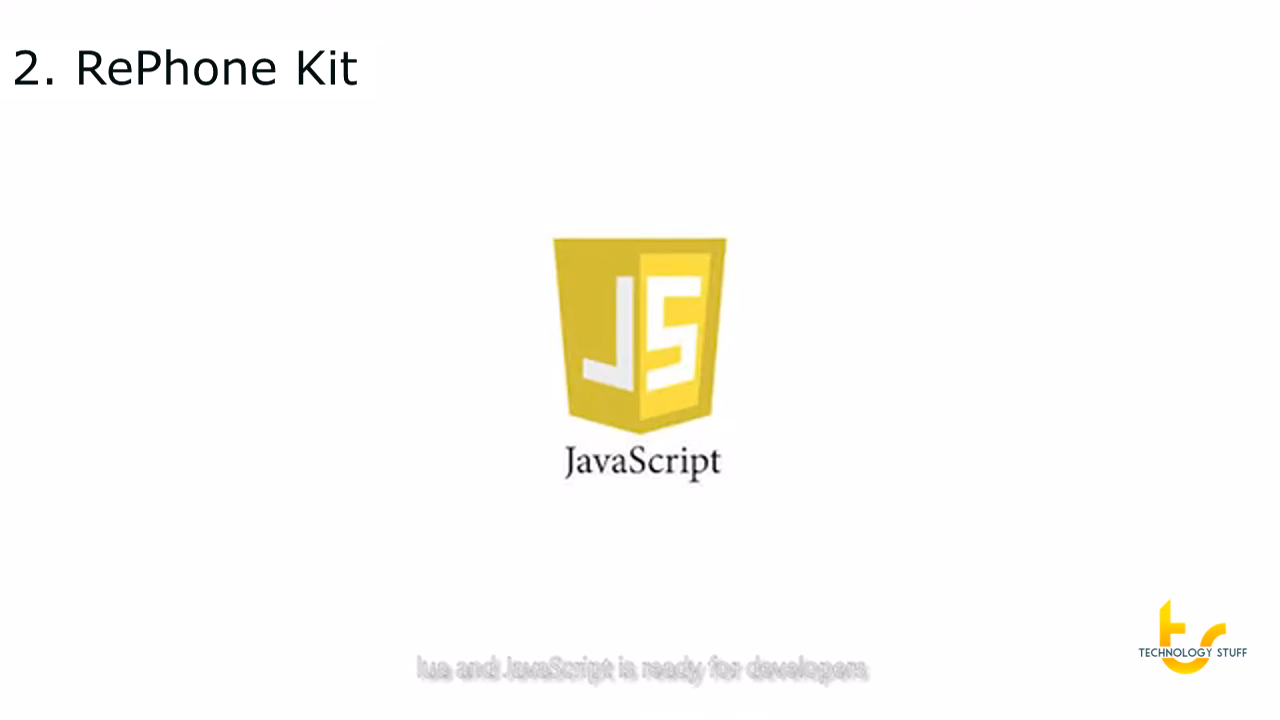 2. RePhone Kit
JS
JavaScript
TECHNOLOGY STUFF
lua and JavaScript is ready for developers